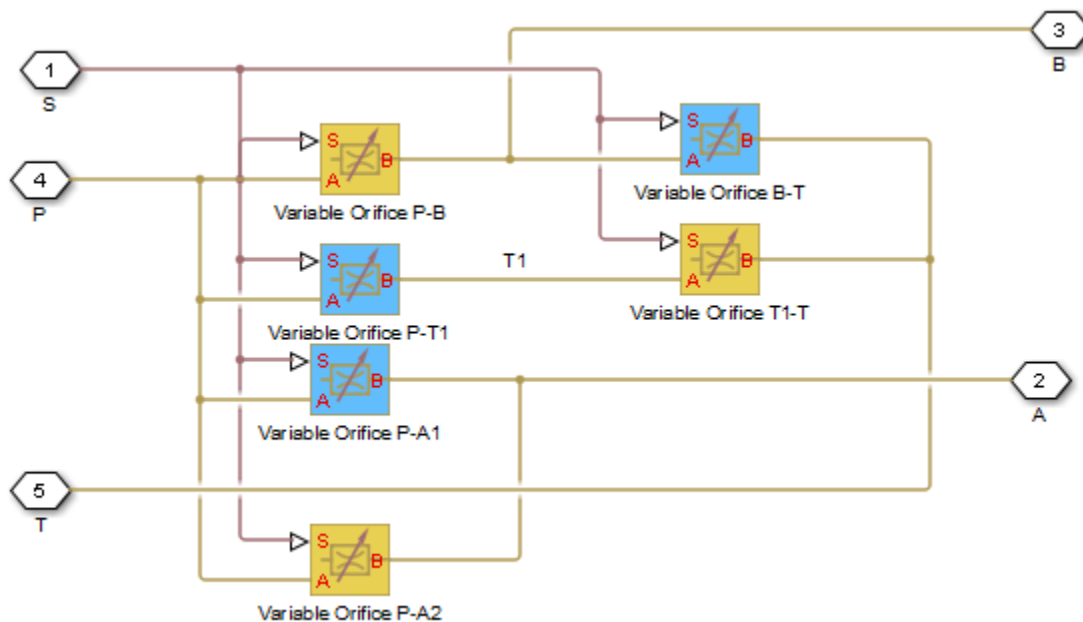 3
B
1
S
S
A
B
Variable Orifice B-T
4
P
S
A
B
Variable Orifice P-B
S
A
B
Variable Orifice T1-T
T1
S
A
B
Variable Orifice P-T1
S
A
B
Variable Orifice P-A1
2
A
5
T
S
A
B
Variable Orifice P-A2